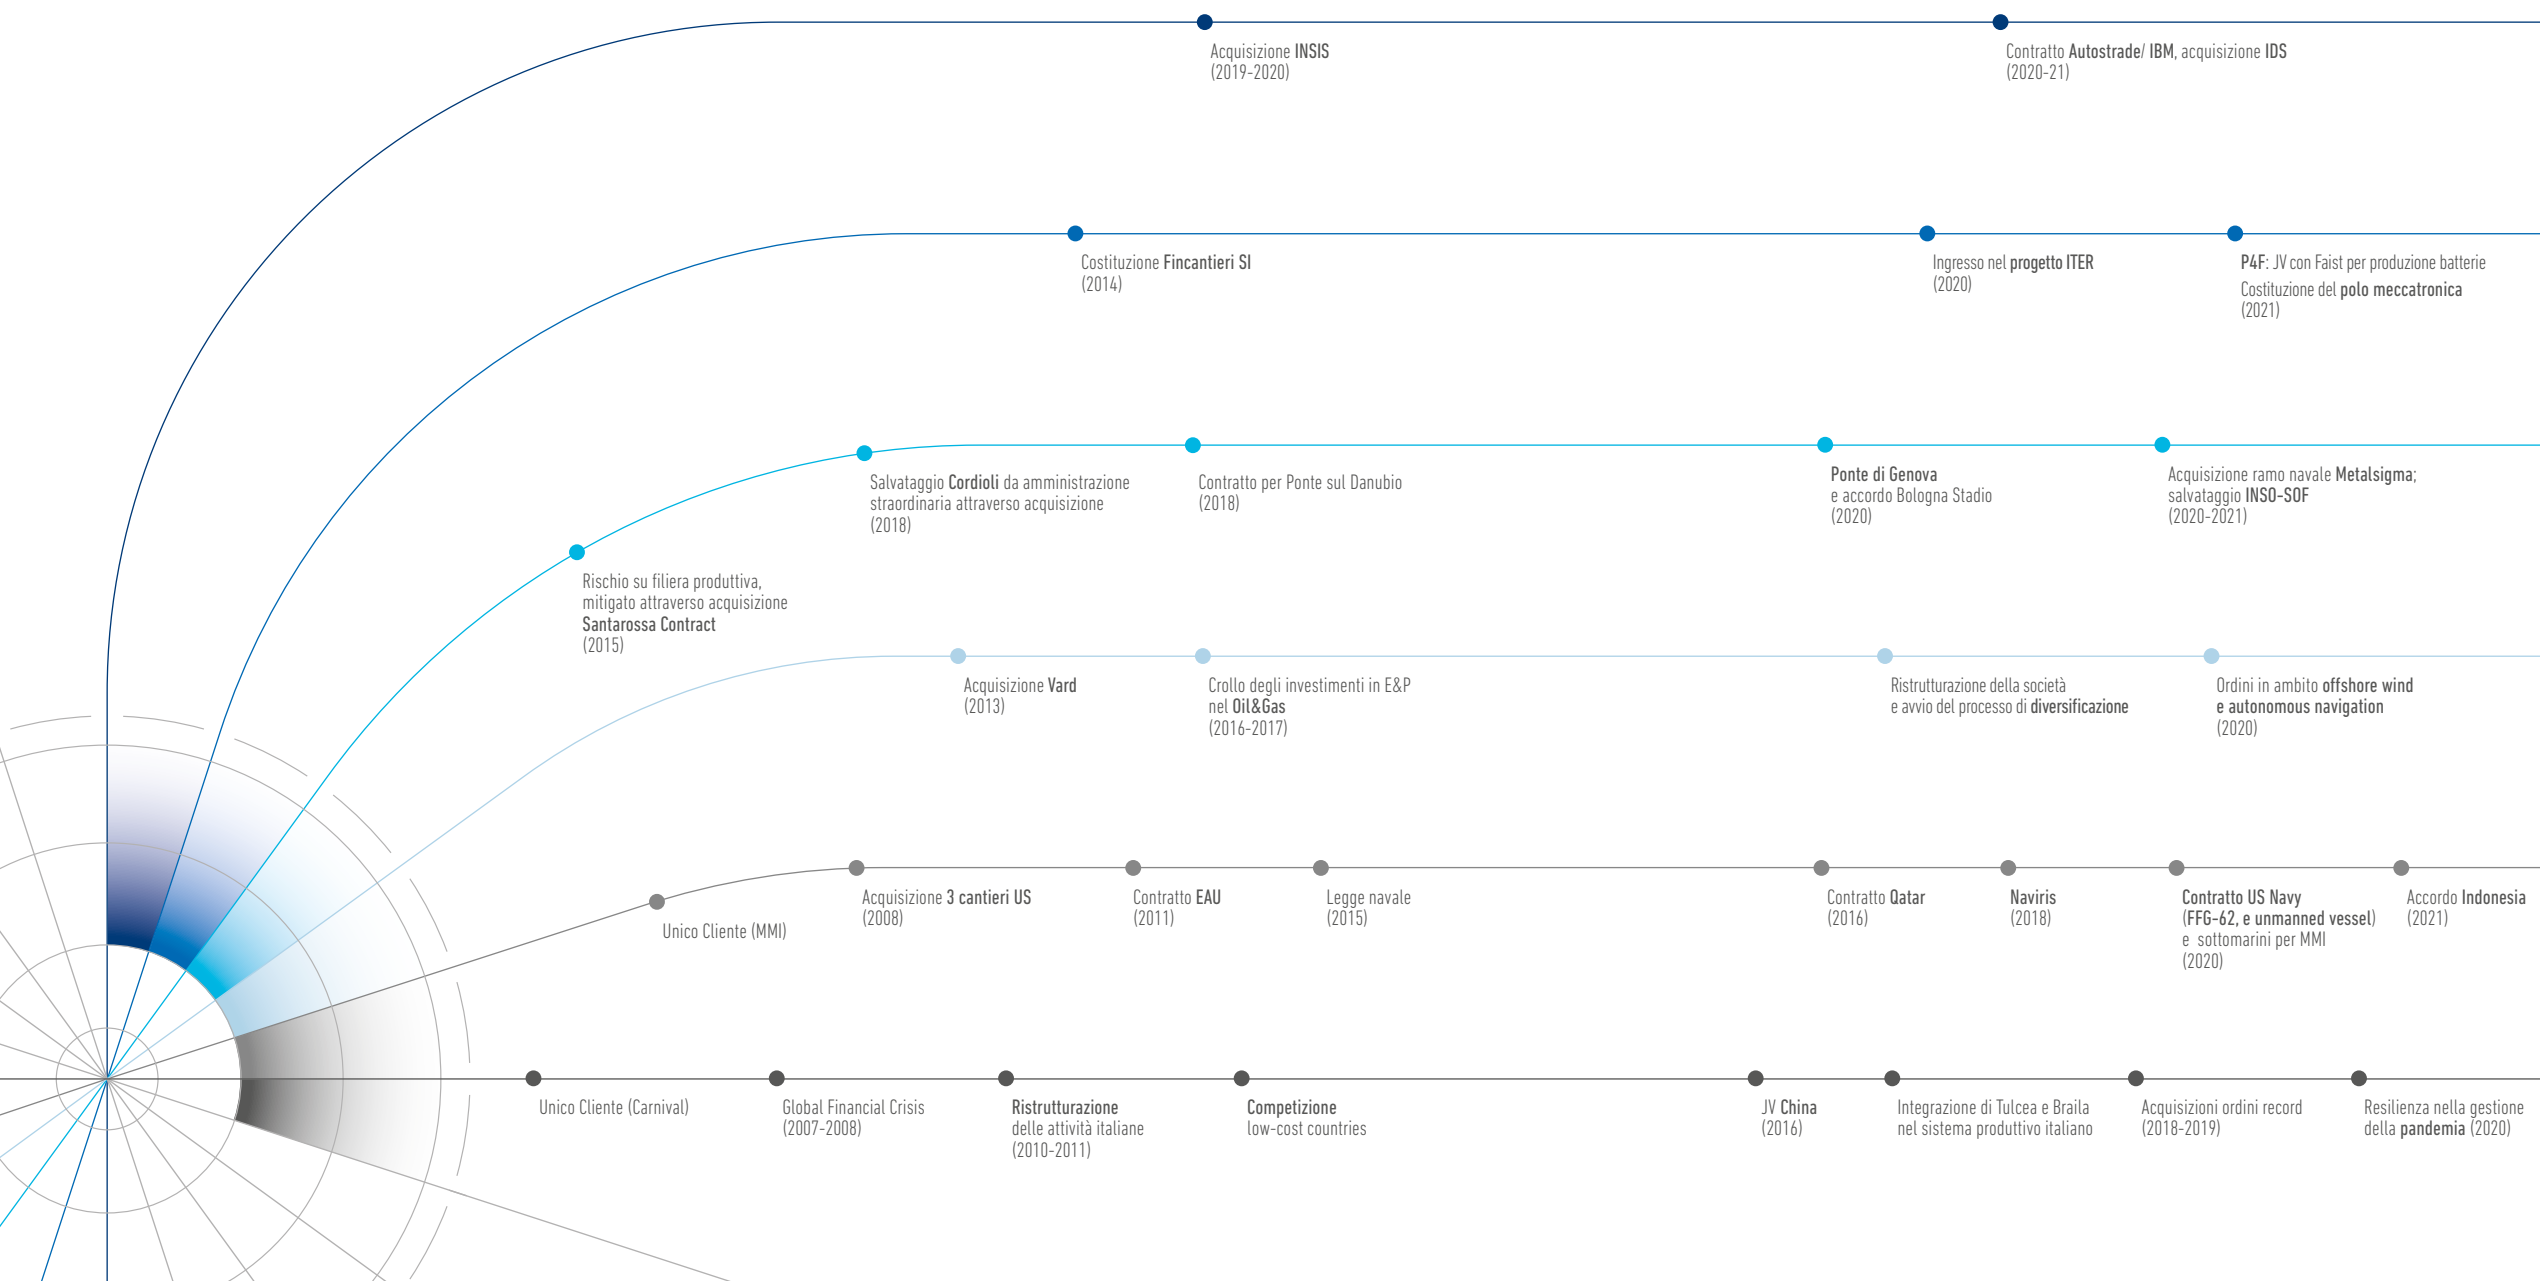 Acquisizione INSIS
(2019-2020)
Contratto Autostrade/ IBM, acquisizione IDS
(2020-21)
Costituzione Fincantieri SI
(2014)
Ingresso nel progetto ITER
(2020)
P4F: JV con Faist per produzione batterie
Costituzione del polo meccatronica
(2021)
Rischio su filiera produttiva,
mitigato attraverso acquisizione
Santarossa Contract
(2015)
Salvataggio Cordioli da amministrazione
straordinaria attraverso acquisizione
(2018)
Contratto per Ponte sul Danubio
(2018)
Ponte di Genova
e accordo Bologna Stadio
(2020)
Acquisizione ramo navale Metalsigma;
salvataggio INSO-SOF
(2020-2021)
Acquisizione Vard
(2013)
Crollo degli investimenti in E&P
nel Oil&Gas
(2016-2017)
Ristrutturazione della società
e avvio del processo di diversificazione
Ordini in ambito offshore wind
e autonomous navigation
(2020)
Unico Cliente (MMI)
Acquisizione 3 cantieri US
(2008)
Contratto EAU
(2011)
Legge navale
(2015)
Contratto Qatar
(2016)
Naviris
(2018)
Contratto US Navy
(FFG-62, e unmanned vessel)
e sottomarini per MMI
(2020)
Accordo Indonesia
(2021)
Unico Cliente (Carnival)
Global Financial Crisis
(2007-2008)
Ristrutturazione
delle attività italiane
(2010-2011)
Competizione
low-cost countries
JV China
(2016)
Integrazione di Tulcea e Braila
nel sistema produttivo italiano
Acquisizioni ordini record
(2018-2019)
Resilienza nella gestione
della pandemia (2020)